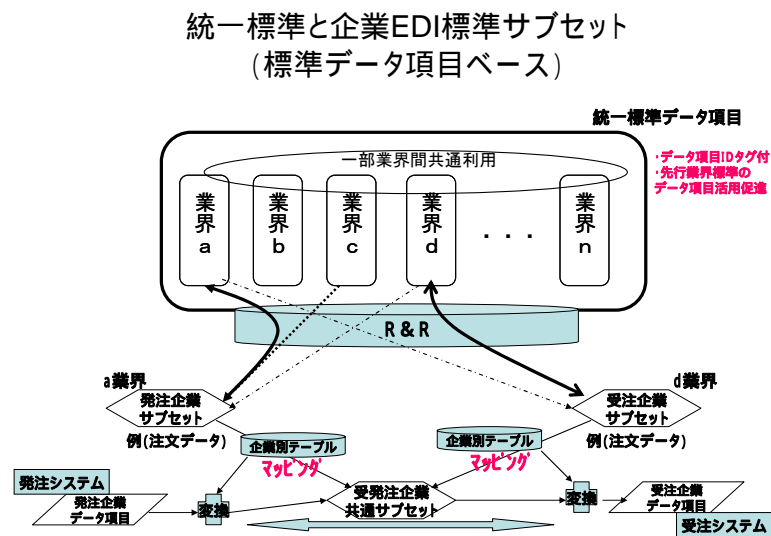 統一標準と企業EDI標準サブセット
(標準データ項目ベース)
統一標準データ項目
一部業界間共通利用
・データ項目IDタグ付
・先行業界標準の
データ項目活用促進
業界a
業界b
業界c
業界d
・・・
業界n
R&R
a業界
発注企業
サブセット
例(注文データ)
d業界
受注企業
サブセット
例(注文データ)
企業別テーブル
マッピング
企業別テーブル
マッピング
発注システム
発注企業
データ項目
変換
受発注企業
共通サブセット
変換
受注企業
データ項目
受注システム